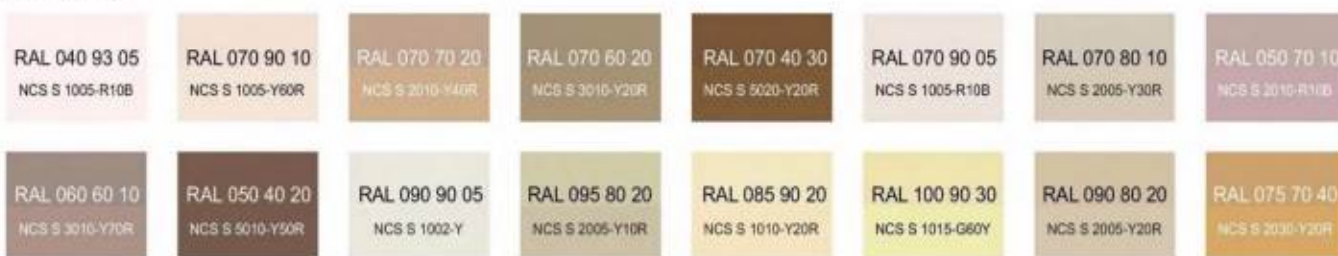 RAL 040 93 05
NCS S 1005-R10B
RAL 070 90 10
NCS S 1005-Y60R
RAL 070 70 20
NCS S 2010-Y40R
RAL 070 60 20
NCS S 3010-Y20R
RAL 070 40 30
NCS S 5020-Y20R
RAL 070 90 05
NCS S 1005-R10B
RAL 070 80 10
NCS S 2005-Y30R
RAL 050 70 10
NCS S 2010-R10B
RAL 060 60 10
NCS S 3010-Y70R
RAL 050 40 20
NCS S 5010-Y50R
RAL 090 90 05
NCS S 1002-Y
RAL 095 80 20
NCS S 2005-Y10R
RAL 085 90 20
NCS S 1010-Y20R
RAL 100 90 30
NCS S 1015-G60Y
RAL 090 80 20
NCS S 2005-Y20R
RAL 075 70 40
NCS S 2030-Y20R